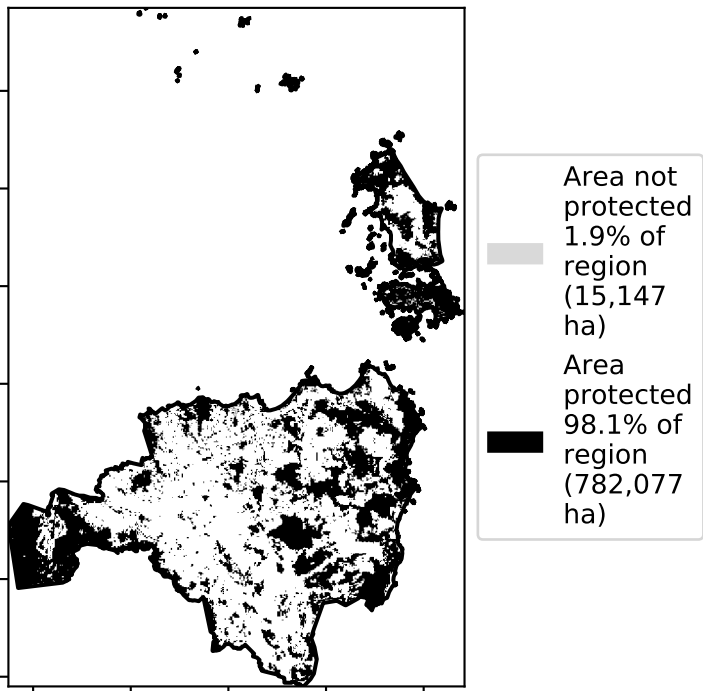 Area not
protected
1.9% of
region
(15,147
ha)
Area
protected
98.1% of
region
(782,077
ha)